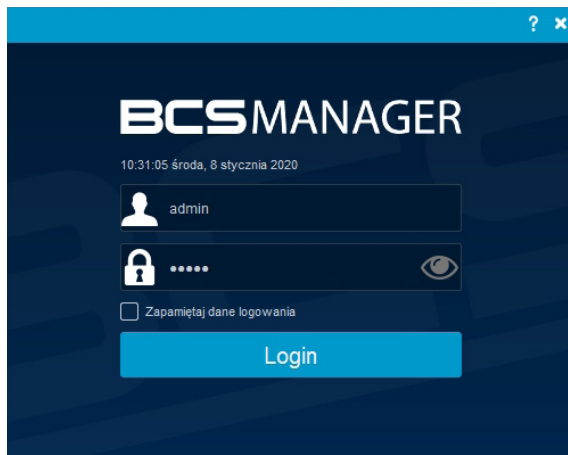 ? ×
BCSMANAGER
10:31:05 środa, 8 stycznia 2020
admin
•••••
Zapamiętaj dane logowania
Login